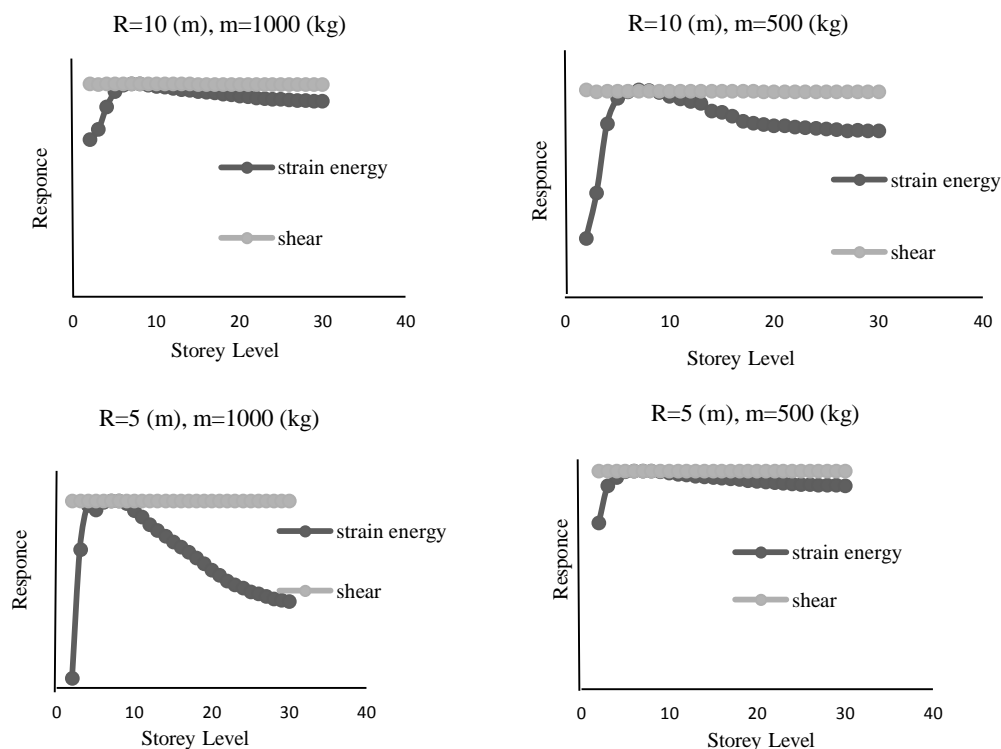 R=10 (m), m=1000 (kg)
Responce
strain energy
shear
0 10 20 30 40
Storey Level
R=10 (m), m=500 (kg)
Responce
strain energy
shear
0 10 20 30 40
Storey Level
R=5 (m), m=1000 (kg)
Responce
strain energy
shear
0 10 20 30 40
Storey Level
R=5 (m), m=500 (kg)
Responce
strain energy
shear
0 10 20 30 40
Storey Level